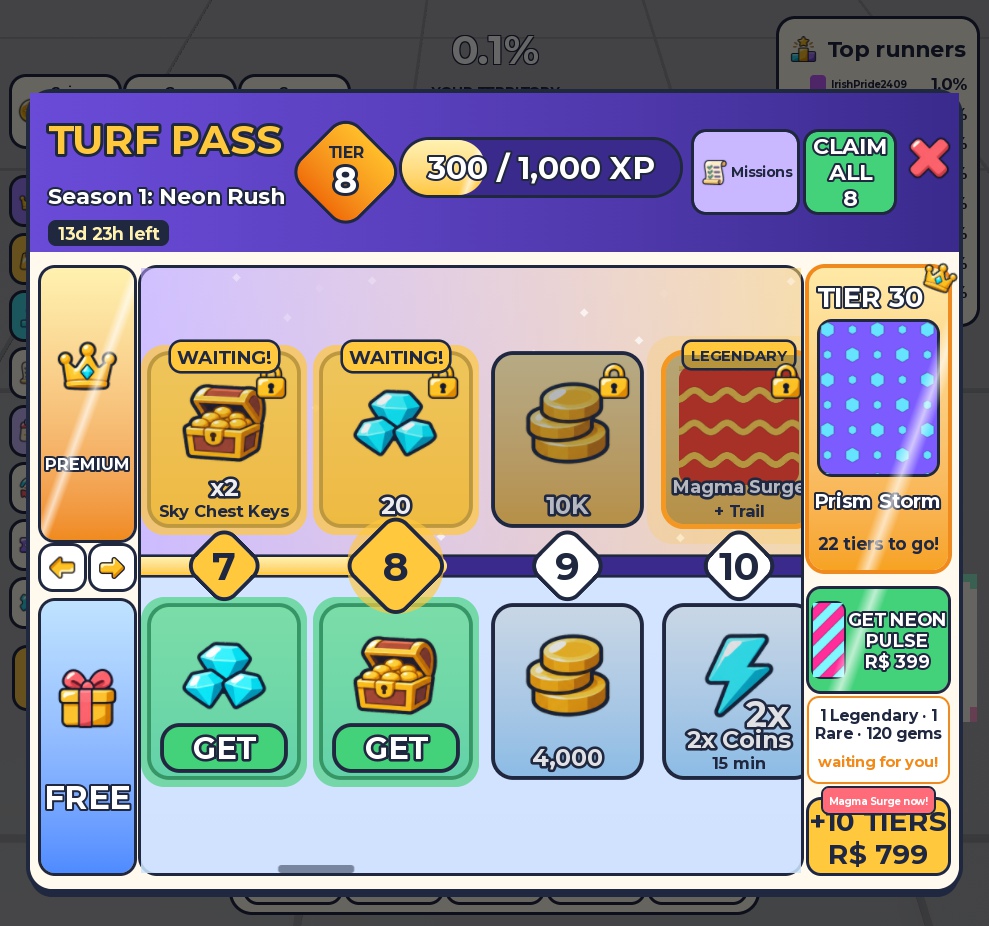 0.1%
Top runners
IrishPride2409 1.0%
TURF PASS
Season 1: Neon Rush
13d 23h left
TIER
8
300 / 1,000 XP
Missions
CLAIM
ALL
8
PREMIUM
WAITING!
x2
Sky Chest Keys
WAITING!
20
10K
LEGENDARY
Magma Surge
+ Trail
7
8
9
10
FREE
GET
GET
4,000
2x
2x Coins
15 min
TIER 30
Prism Storm
22 tiers to go!
GET NEON
PULSE
R$ 399
1 Legendary · 1
Rare · 120 gems
waiting for you!
Magma Surge now!
+10 TIERS
R$ 799